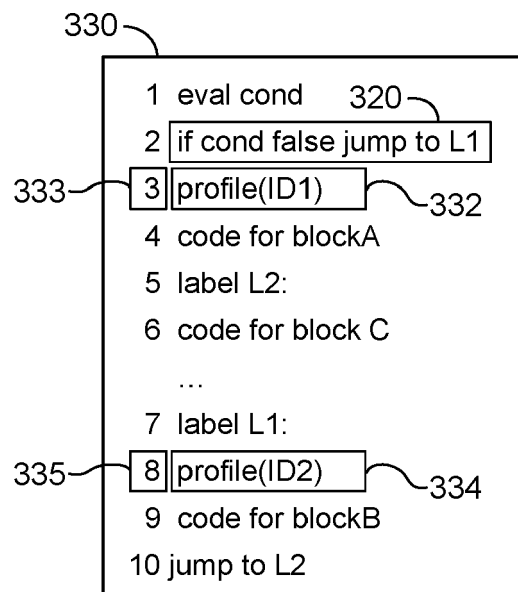 330
1 eval cond
320
2 if cond false jump to L1
333
3 profile(ID1)
332
4 code for blockA
5 label L2:
6 code for block C
...
7 label L1:
335
8 profile(ID2)
334
9 code for blockB
10 jump to L2